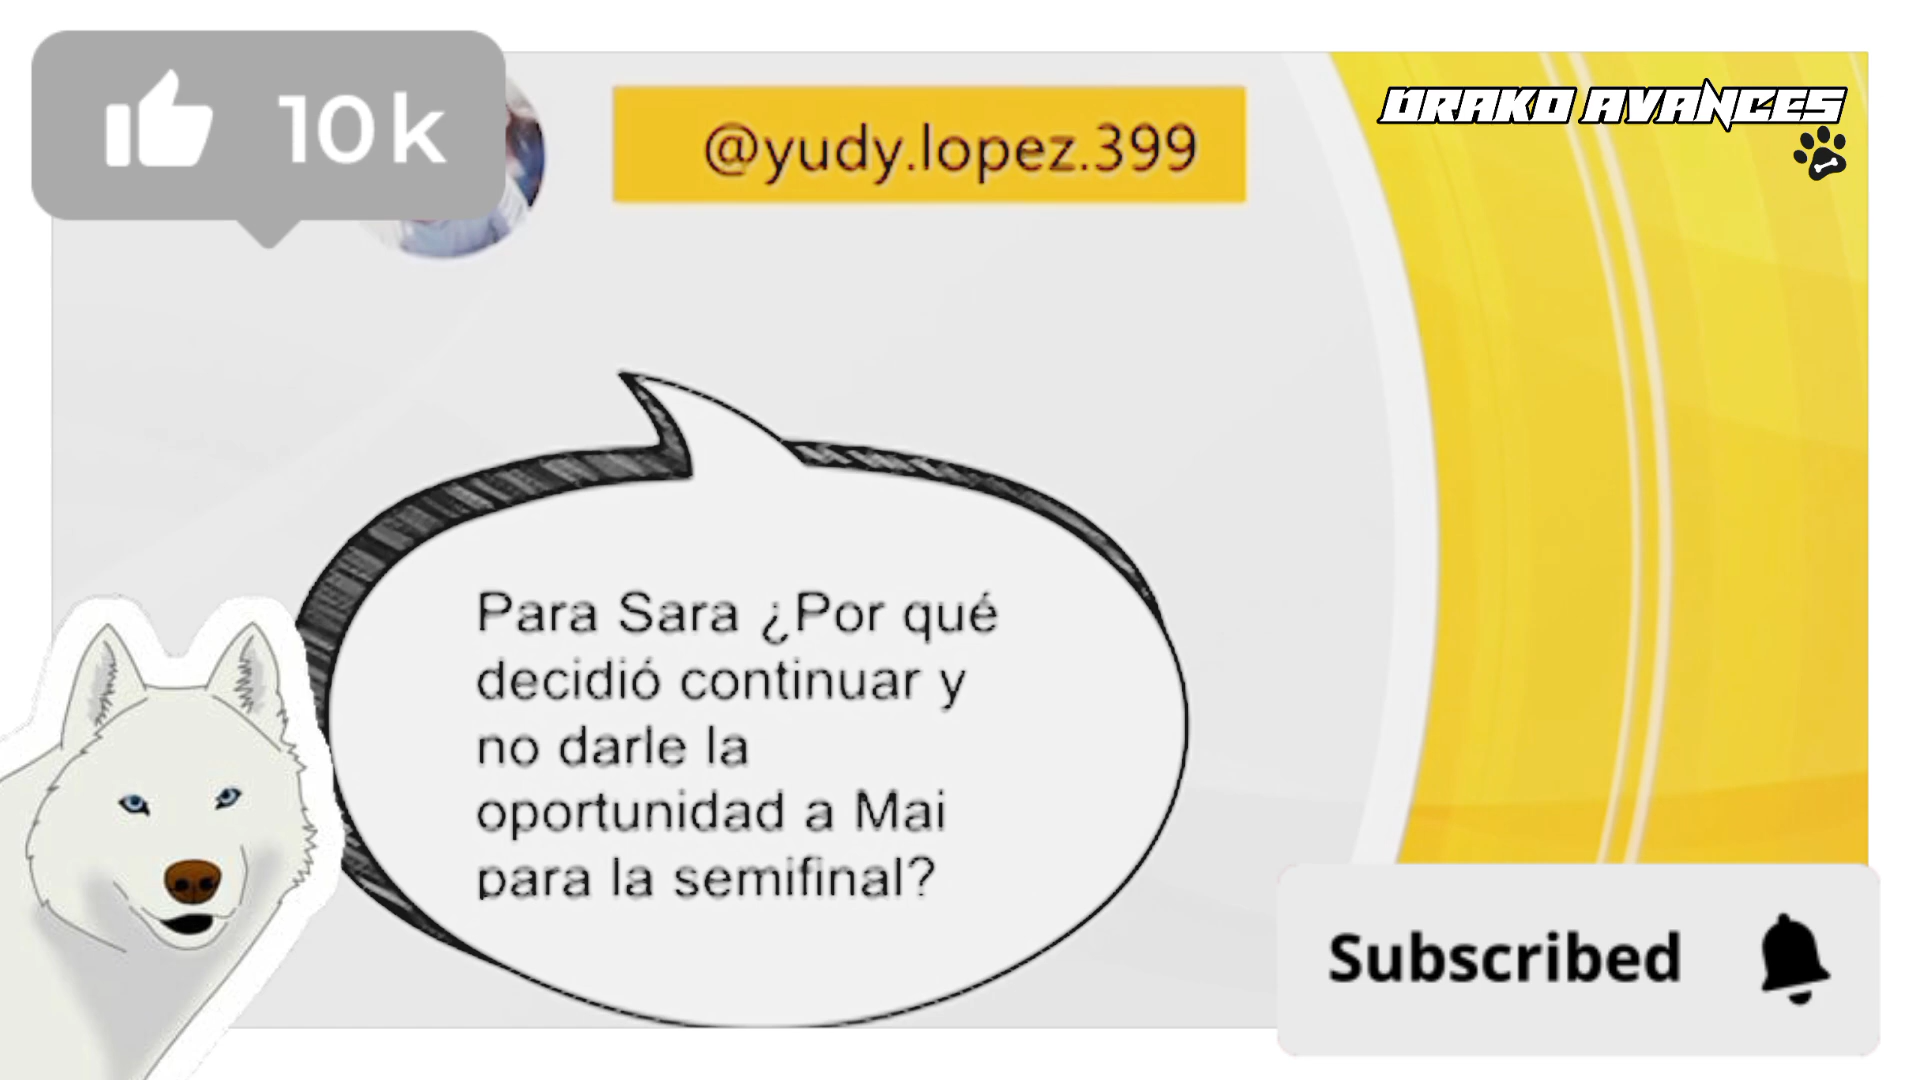 10k
@yudy.lopez.399
DRAKO AVANCES
Para Sara ¿Por qué
decidió continuar y
no darle la
oportunidad a Mai
para la semifinal?
Subscribed